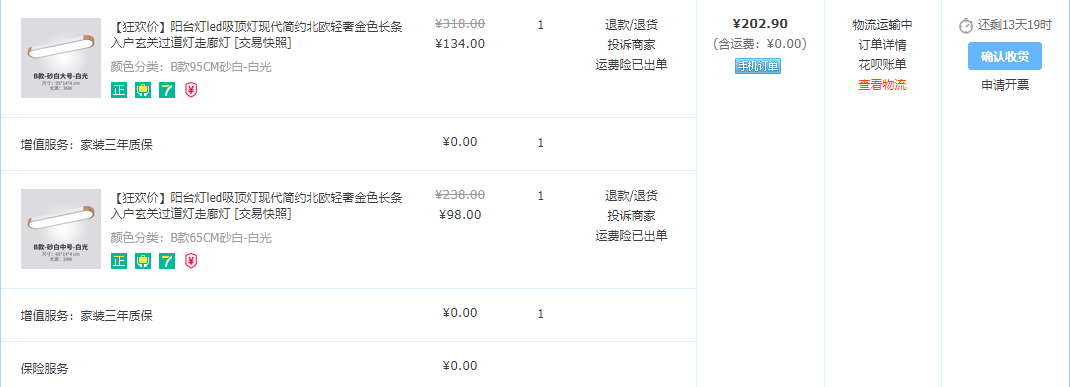 【狂欢价】阳台灯led吸顶灯现代简约北欧轻奢金色长条
入户玄关过道灯走廊灯 [交易快照]
颜色分类：B款95CM砂白-白光
正 7 ¥
B款-砂白大号-白光
¥318.00
¥134.00
1
退款/退货
投诉商家
运费险已出单
¥202.90
(含运费：¥0.00)
手机订单
物流运输中
订单详情
花呗账单
查看物流
还剩13天19时
确认收货
申请开票
增值服务：家装三年质保
¥0.00
1
【狂欢价】阳台灯led吸顶灯现代简约北欧轻奢金色长条
入户玄关过道灯走廊灯 [交易快照]
颜色分类：B款65CM砂白-白光
正 7 ¥
B款-砂白中号-白光
¥238.00
¥98.00
1
退款/退货
投诉商家
运费险已出单
增值服务：家装三年质保
¥0.00
1
保险服务
¥0.00